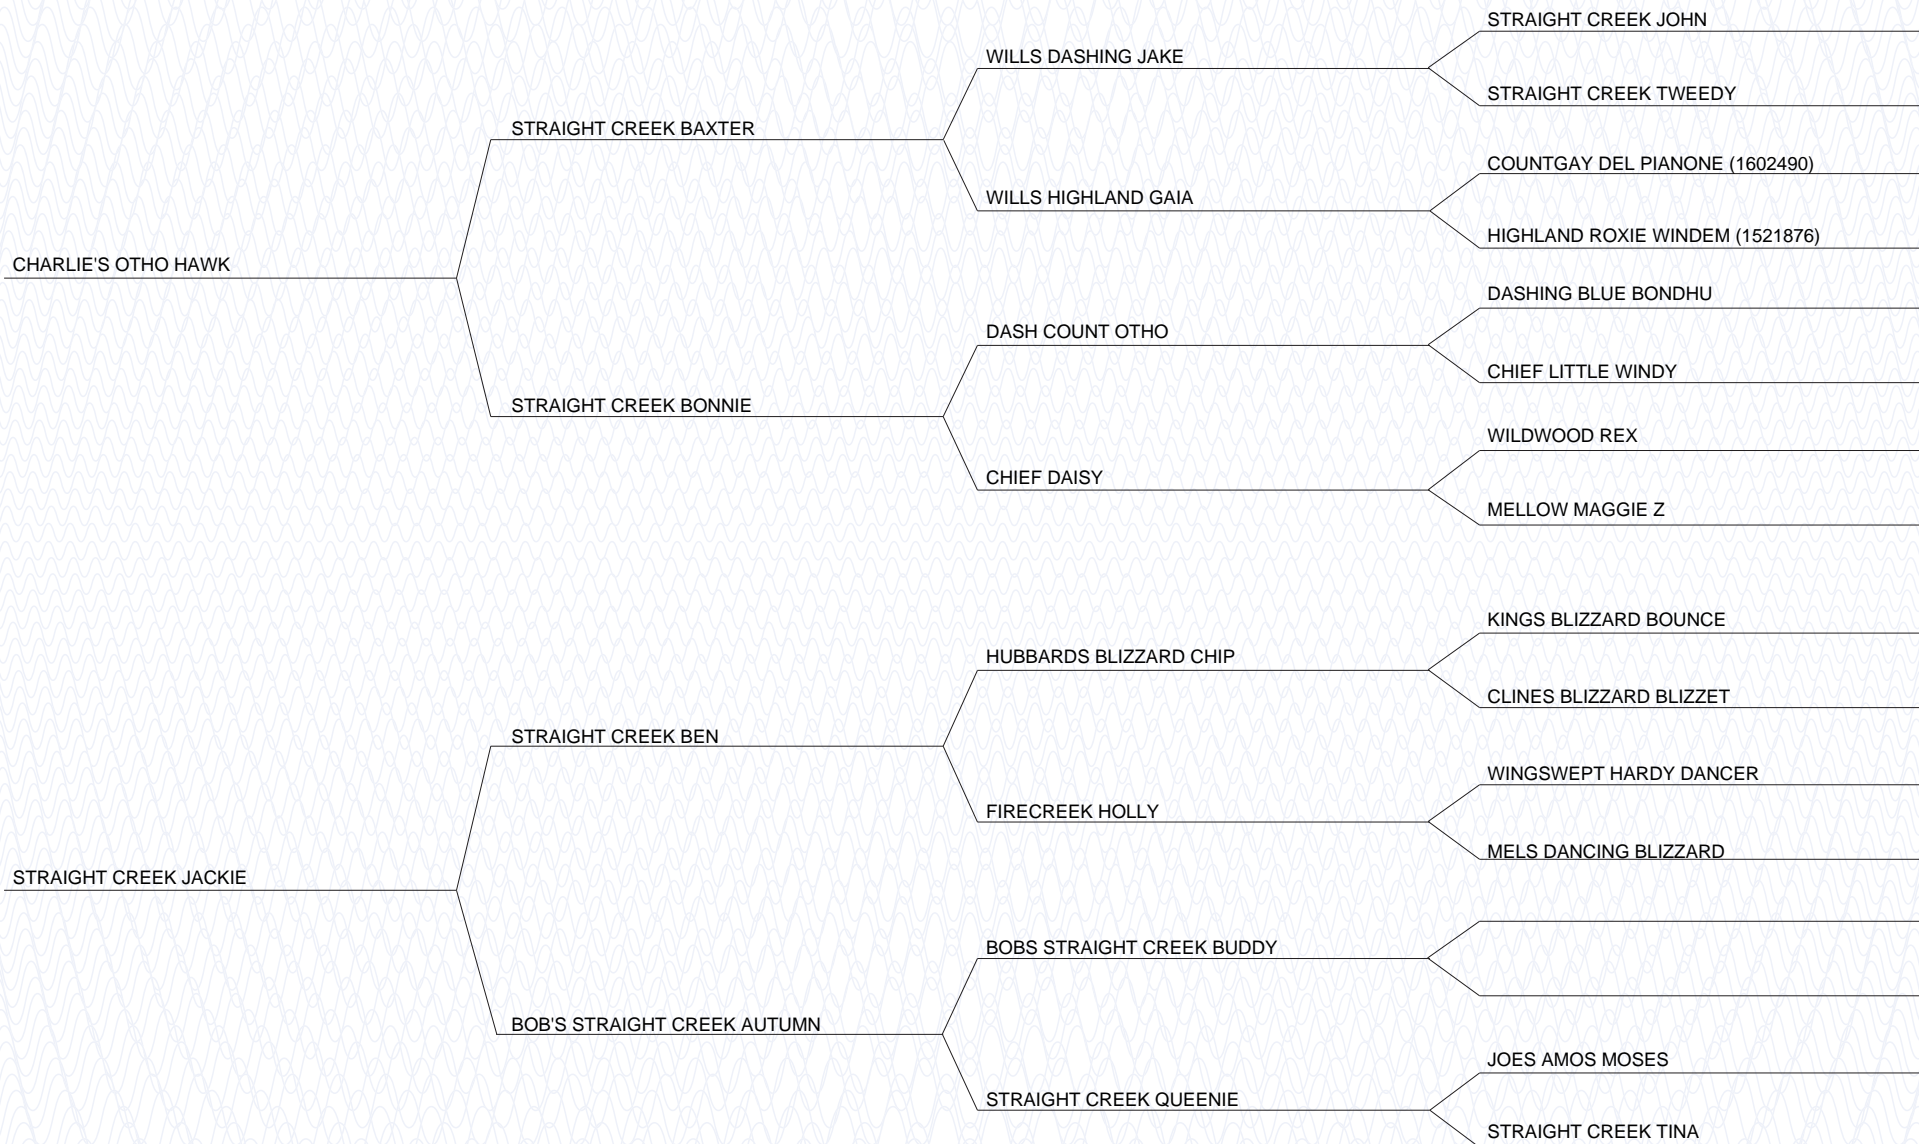 STRAIGHT CREEK JOHN
WILLS DASHING JAKE
STRAIGHT CREEK TWEEDY
STRAIGHT CREEK BAXTER
COUNTGAY DEL PIANONE (1602490)
WILLS HIGHLAND GAIA
HIGHLAND ROXIE WINDEM (1521876)
CHARLIE'S OTHO HAWK
DASHING BLUE BONDHU
DASH COUNT OTHO
CHIEF LITTLE WINDY
STRAIGHT CREEK BONNIE
WILDWOOD REX
CHIEF DAISY
MELLOW MAGGIE Z
KINGS BLIZZARD BOUNCE
HUBBARDS BLIZZARD CHIP
CLINES BLIZZARD BLIZZET
STRAIGHT CREEK BEN
WINGSWEPT HARDY DANCER
FIRECREEK HOLLY
MELS DANCING BLIZZARD
STRAIGHT CREEK JACKIE
BOBS STRAIGHT CREEK BUDDY
BOB'S STRAIGHT CREEK AUTUMN
JOES AMOS MOSES
STRAIGHT CREEK QUEENIE
STRAIGHT CREEK TINA